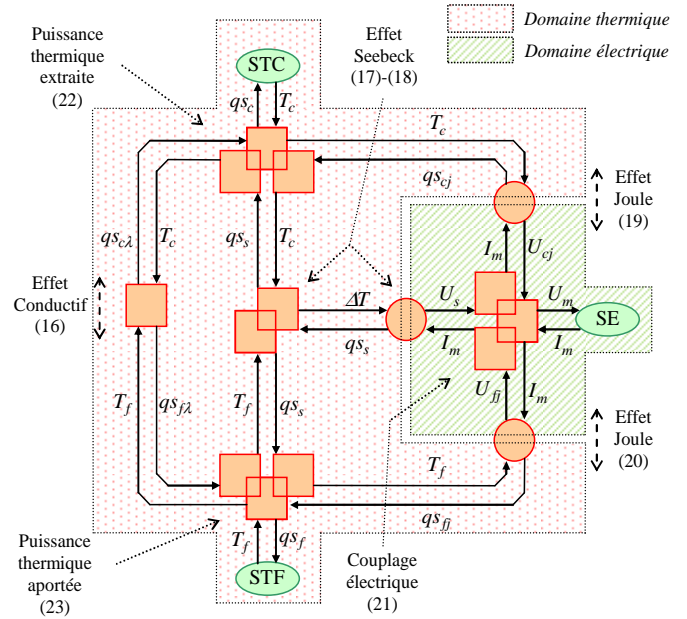 Puissance
thermique
extraite
(22)
Effet
Seebeck
(17)-(18)
Domaine thermique
Domaine électrique
STC
qs_c
T_c
T_c
qs_cj
Effet
Joule
(19)
qs_cλ
T_c
qs_s
T_c
I_m
U_cj
Effet
Conductif
(16)
ΔT
qs_s
U_s
I_m
U_m
I_m
SE
T_f
qs_fλ
T_f
qs_s
U_fj
I_m
T_f
Effet
Joule
(20)
qs_fj
Puissance
thermique
aportée
(23)
T_f
qs_f
STF
Couplage
électrique
(21)